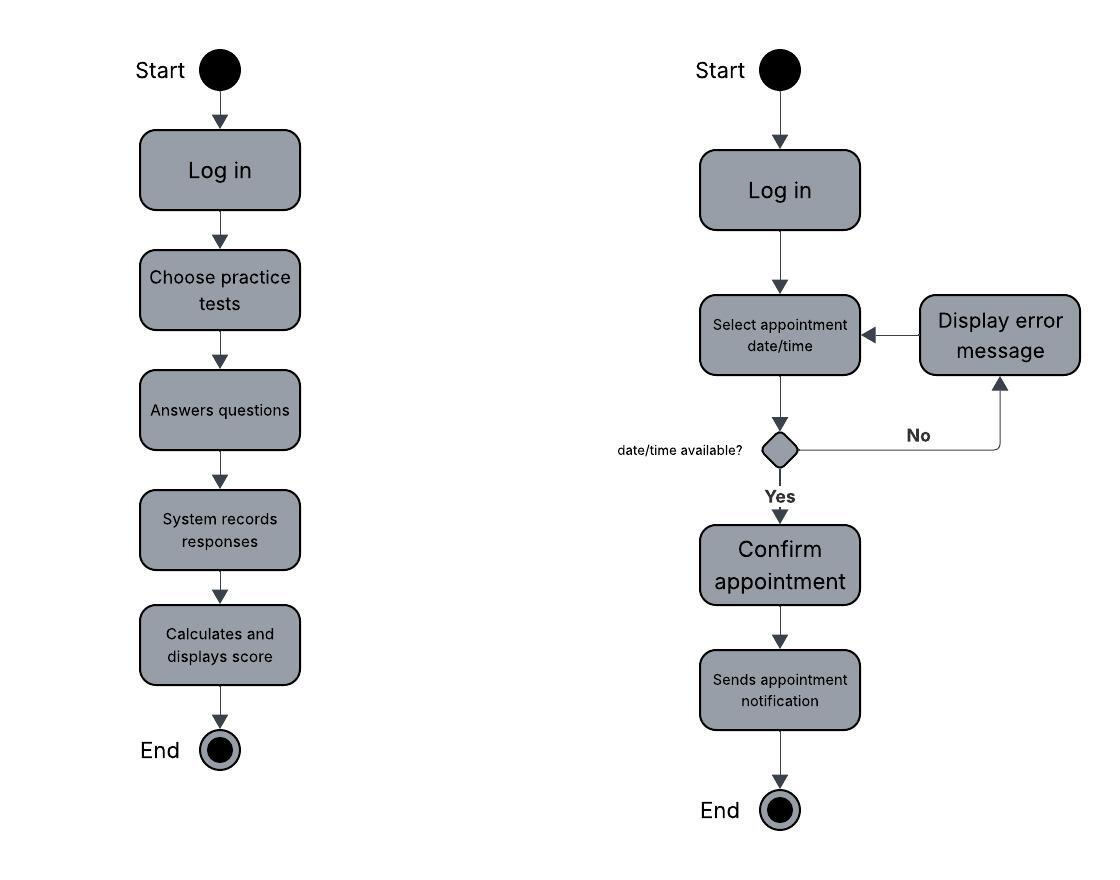 Start
Log in
Choose practice
tests
Answers questions
System records
responses
Calculates and
displays score
End
Start
Log in
Select appointment
date/time
Display error
message
date/time available?
No
Yes
Confirm
appointment
Sends appointment
notification
End